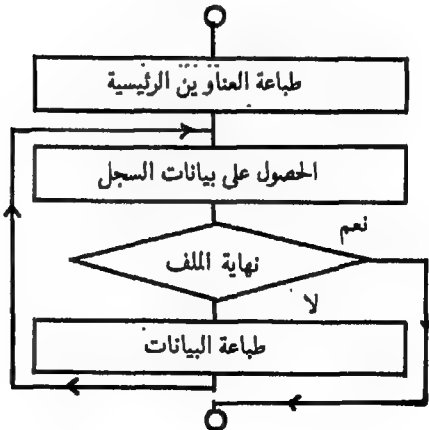 طباعة العناوين الرئيسية
الحصول على بيانات السجل
نعم
نهاية الملف
لا
طباعة البيانات